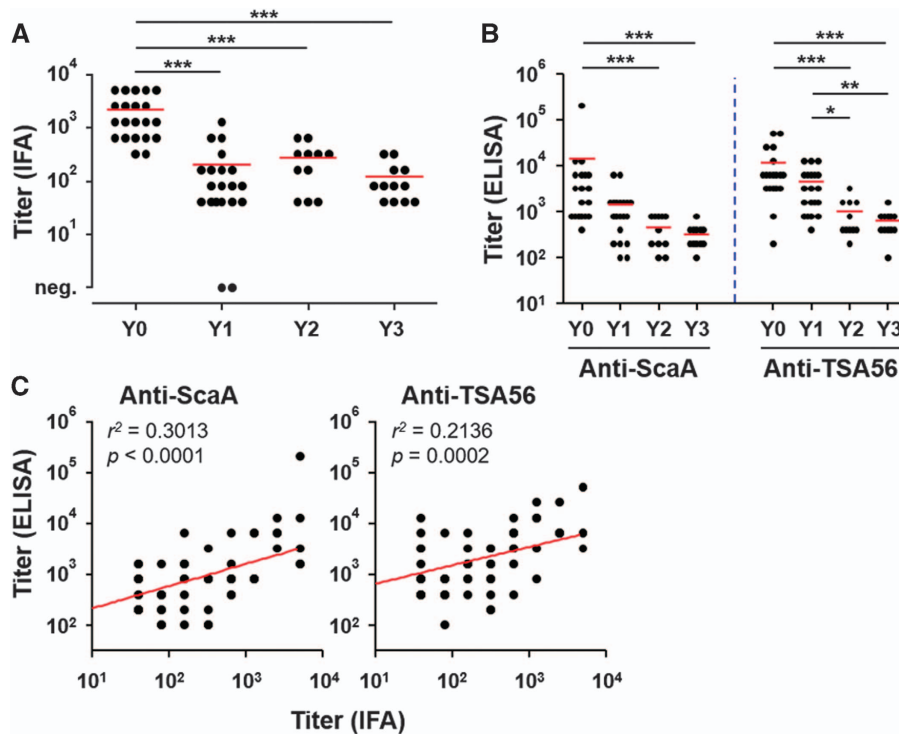 A
***
***
***
Titer (IFA)
10⁴
10³
10²
10¹
neg.
Y0 Y1 Y2 Y3
B
*** ***
*** *** **
*
Titer (ELISA)
10⁶
10⁵
10⁴
10³
10²
10¹
Y0 Y1 Y2 Y3 Y0 Y1 Y2 Y3
Anti-ScaA Anti-TSA56
C
Anti-ScaA Anti-TSA56
Titer (ELISA)
10⁶ 10⁶
r² = 0.3013 r² = 0.2136
p < 0.0001 p = 0.0002
10⁵ 10⁵
10⁴ 10⁴
10³ 10³
10² 10²
10¹ 10² 10³ 10⁴ 10¹ 10² 10³ 10⁴
Titer (IFA)